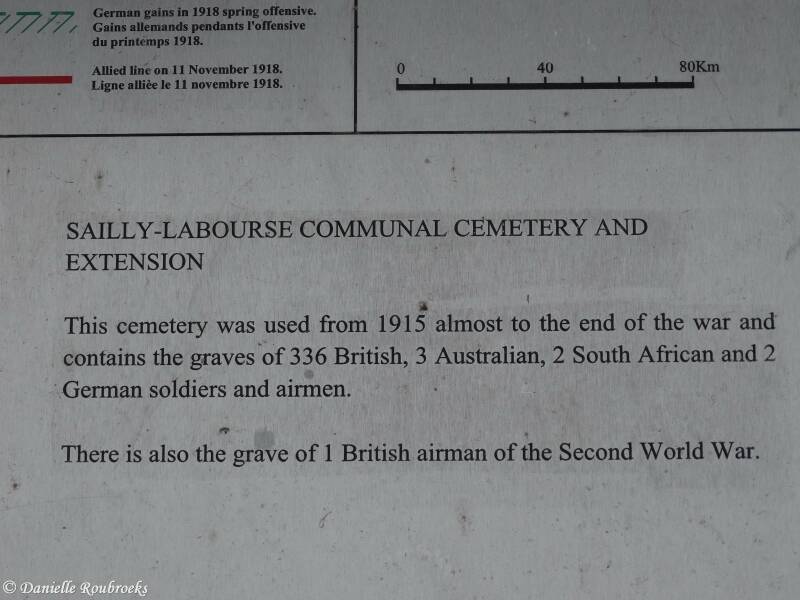 German gains in 1918 spring offensive.
Gains allemands pendants l'offensive
du printemps 1918.
Allied line on 11 November 1918.
Ligne alliée le 11 novembre 1918.
0 40 80Km
SAILLY-LABOURSE COMMUNAL CEMETERY AND
EXTENSION
This cemetery was used from 1915 almost to the end of the war and
contains the graves of 336 British, 3 Australian, 2 South African and 2
German soldiers and airmen.
There is also the grave of 1 British airman of the Second World War.
© Danielle Roubroeks